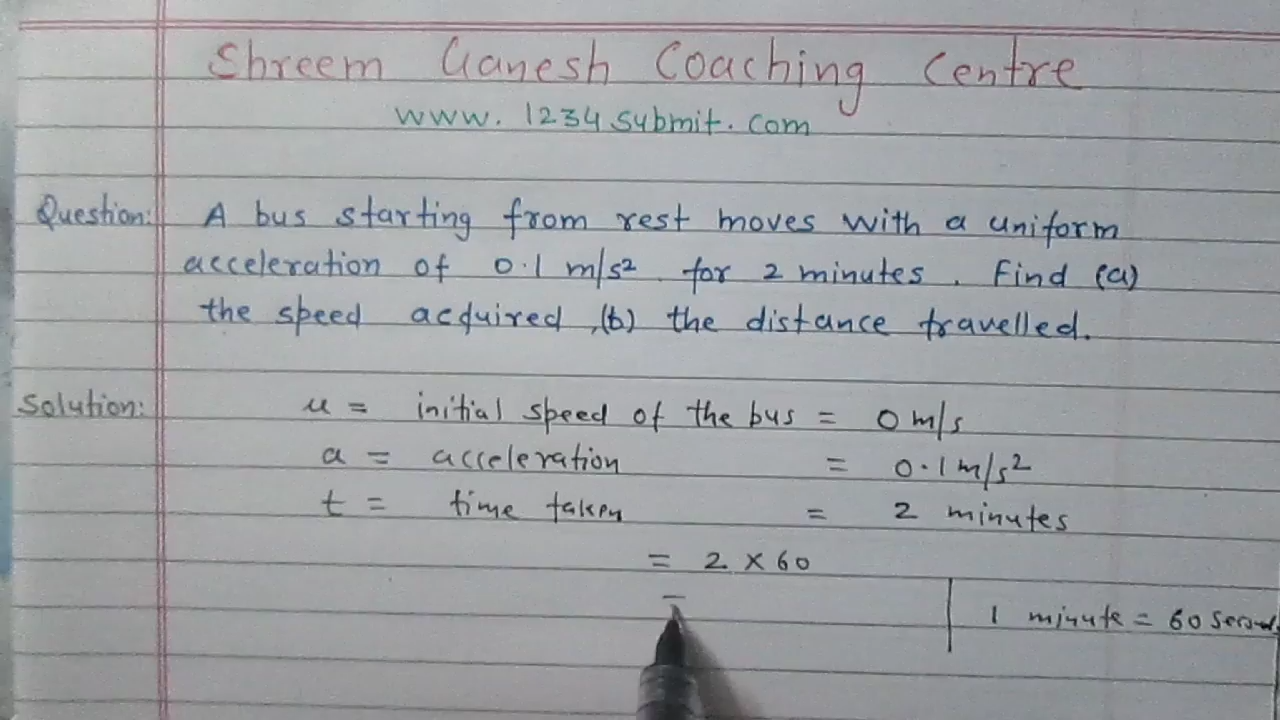 Shreem Ganesh Coaching Centre
www.1234submit.com
Question: A bus starting from rest moves with a uniform
acceleration of 0.1 m/s² for 2 minutes. Find (a)
the speed acquired, (b) the distance travelled.
Solution: u = initial speed of the bus = 0 m/s
a = acceleration = 0.1 m/s²
t = time taken = 2 minutes
= 2 × 60
1 minute = 60 second